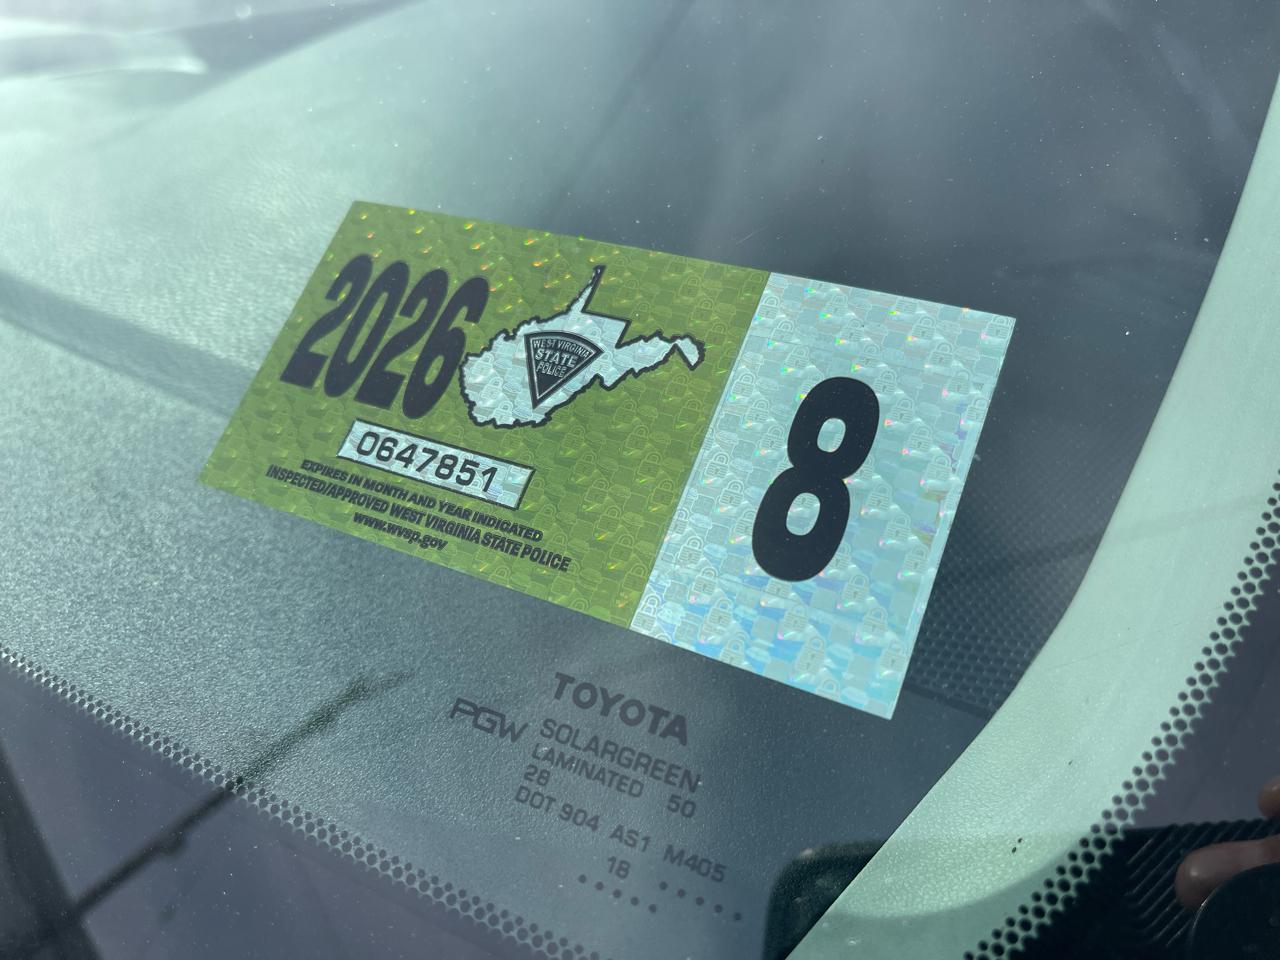 2026
WEST VIRGINIA
STATE
POLICE
0647851
EXPIRES IN MONTH AND YEAR INDICATED
INSPECTED/APPROVED WEST VIRGINIA STATE POLICE
www.wvsp.gov
8
TOYOTA
PGW SOLARGREEN
LAMINATED
28 50
DOT 904 AS1 M405
18